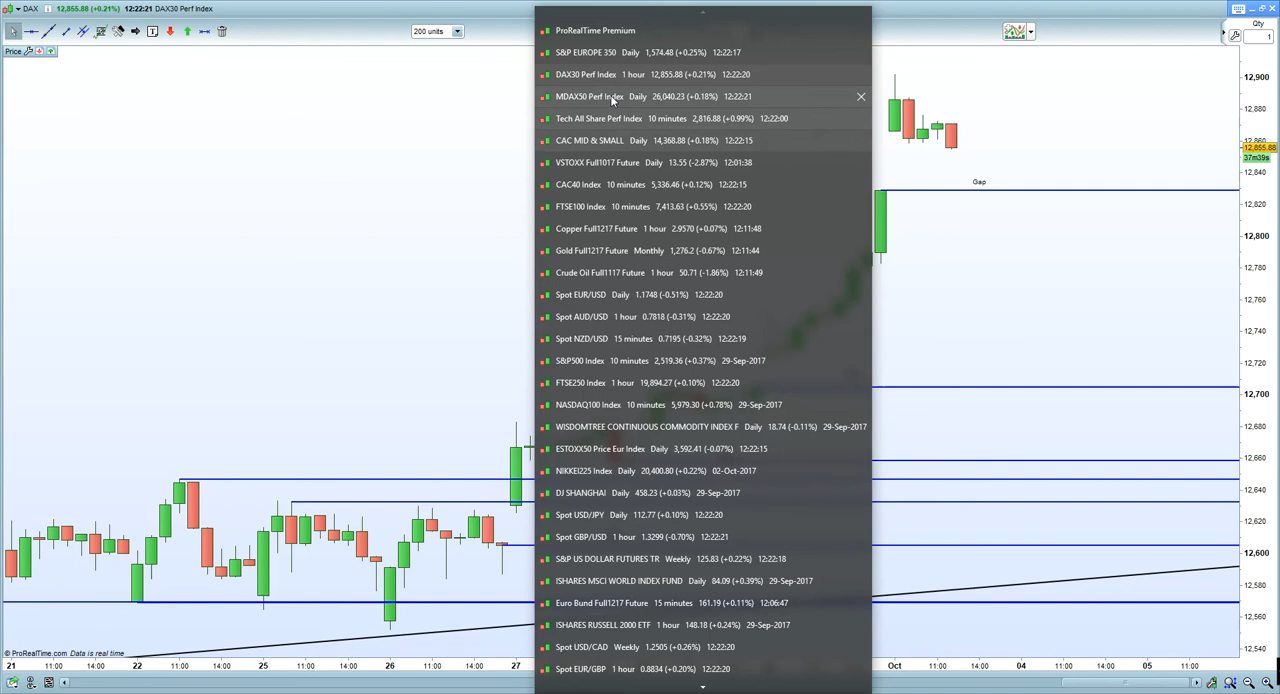 DAX 12,855.88 (+0.21%) 12:22:21 DAX30 Perf Index
200 units
Qty
1
Price
ProRealTime Premium
S&P EUROPE 350 Daily 1,574.48 (+0.25%) 12:22:17
DAX30 Perf Index 1 hour 12,855.88 (+0.21%) 12:22:20
MDAX50 Perf Index Daily 26,040.23 (+0.18%) 12:22:21
Tech All Share Perf Index 10 minutes 2,816.88 (+0.99%) 12:22:00
CAC MID & SMALL Daily 14,368.88 (+0.18%) 12:22:15
VSTOXX Full1017 Future Daily 13.55 (-2.87%) 12:01:38
CAC40 Index 10 minutes 5,336.46 (+0.12%) 12:22:15
FTSE100 Index 10 minutes 7,413.63 (+0.55%) 12:22:20
Copper Full1217 Future 1 hour 2.9570 (+0.07%) 12:11:48
Gold Full1217 Future Monthly 1,276.2 (-0.67%) 12:11:44
Crude Oil Full1117 Future 1 hour 50.71 (-1.86%) 12:11:49
Spot EUR/USD Daily 1.1748 (-0.51%) 12:22:20
Spot AUD/USD 1 hour 0.7818 (-0.31%) 12:22:20
Spot NZD/USD 15 minutes 0.7195 (-0.32%) 12:22:19
S&P500 Index 10 minutes 2,519.36 (+0.37%) 29-Sep-2017
FTSE250 Index 1 hour 19,894.27 (+0.10%) 12:22:20
NASDAQ100 Index 10 minutes 5,979.30 (+0.78%) 29-Sep-2017
WISDOMTREE CONTINUOUS COMMODITY INDEX F Daily 18.74 (-0.11%) 29-Sep-2017
ESTOXX50 Price Eur Index Daily 3,592.41 (-0.07%) 12:22:15
NIKKEI225 Index Daily 20,400.80 (+0.22%) 02-Oct-2017
DJ SHANGHAI Daily 458.23 (+0.03%) 29-Sep-2017
Spot USD/JPY Daily 112.77 (+0.10%) 12:22:20
Spot GBP/USD 1 hour 1.3299 (-0.70%) 12:22:21
S&P US DOLLAR FUTURES TR Weekly 125.83 (+0.22%) 12:22:18
ISHARES MSCI WORLD INDEX FUND Daily 84.09 (+0.39%) 29-Sep-2017
Euro Bund Full1217 Future 15 minutes 161.19 (+0.11%) 12:06:47
ISHARES RUSSELL 2000 ETF 1 hour 148.18 (+0.24%) 29-Sep-2017
Spot USD/CAD Weekly 1.2505 (+0.26%) 12:22:20
Spot EUR/GBP 1 hour 0.8834 (+0.20%) 12:22:20
Gap
12,900
12,880
12,855.88
37m39s
12,840
12,820
12,800
12,780
12,760
12,740
12,720
12,700
12,680
12,660
12,640
12,620
12,600
12,580
12,560
12,540
© ProRealTime.com Data is real time
21 11:00 14:00 22 11:00 14:00 25 11:00 14:00 26 11:00 14:00 27 Oct 11:00 14:00 04 11:00 14:00 05 11:00